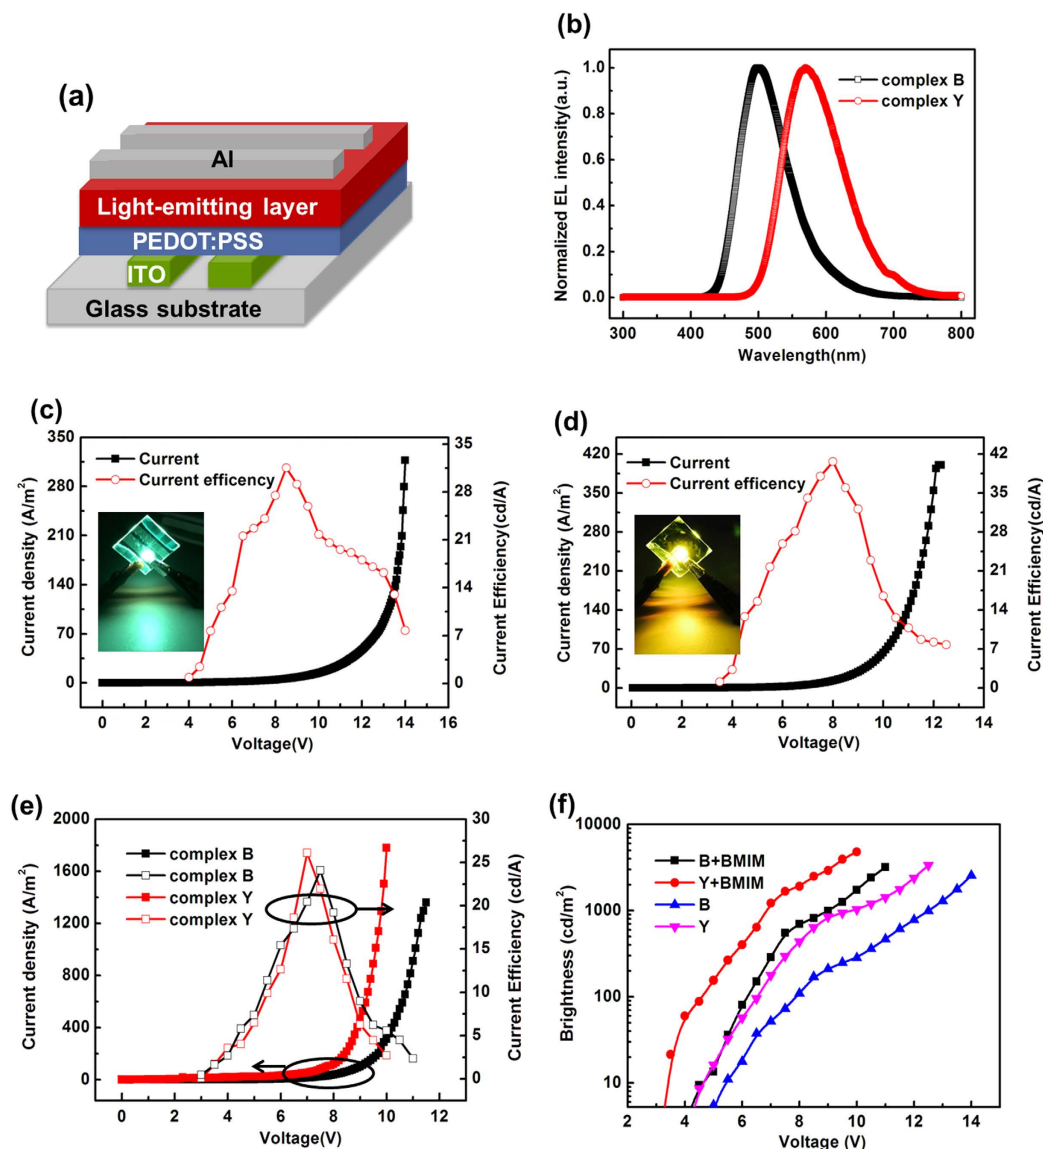 (a)
Al
Light-emitting layer
PEDOT:PSS
ITO
Glass substrate
(b)
Normalized EL intensity(a.u.)
1.0
0.8
0.6
0.4
0.2
0.0
complex B
complex Y
300 400 500 600 700 800
Wavelength(nm)
(c)
Current density (A/m²)
350
280
210
140
70
0
Current
Current efficency
35
28
21
14
7
0
Current Efficiency(cd/A)
0 2 4 6 8 10 12 14 16
Voltage(V)
(d)
Current density (A/m²)
420
350
280
210
140
70
0
Current
Current efficency
42
35
28
21
14
7
0
Current Efficiency(cd/A)
0 2 4 6 8 10 12 14
Voltage(V)
(e)
Current density(A/m²)
2000
1600
1200
800
400
0
complex B
complex B
complex Y
complex Y
30
25
20
15
10
5
0
Current Efficiency (cd/A)
0 2 4 6 8 10 12
Voltage(V)
(f)
Brightness (cd/m²)
10000
1000
100
10
B+BMIM
Y+BMIM
B
Y
2 4 6 8 10 12 14
Voltage (V)